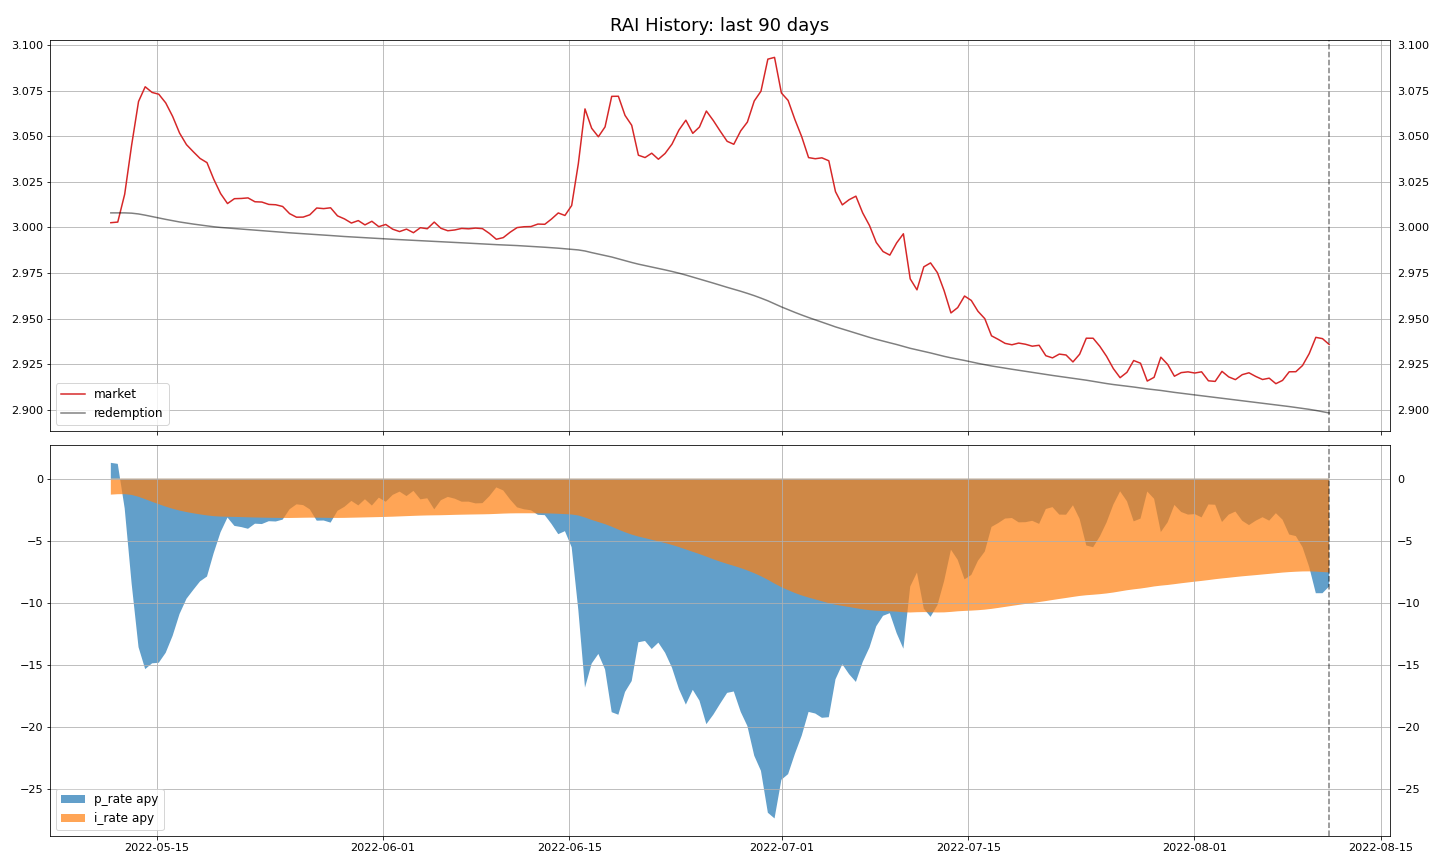 RAI History: last 90 days
3.100 3.100
3.075 3.075
3.050 3.050
3.025 3.025
3.000 3.000
2.975 2.975
2.950 2.950
2.925 2.925
2.900 2.900
market
redemption
0 0
−5 −5
−10 −10
−15 −15
−20 −20
−25 −25
p_rate apy
i_rate apy
2022-05-15 2022-06-01 2022-06-15 2022-07-01 2022-07-15 2022-08-01 2022-08-15